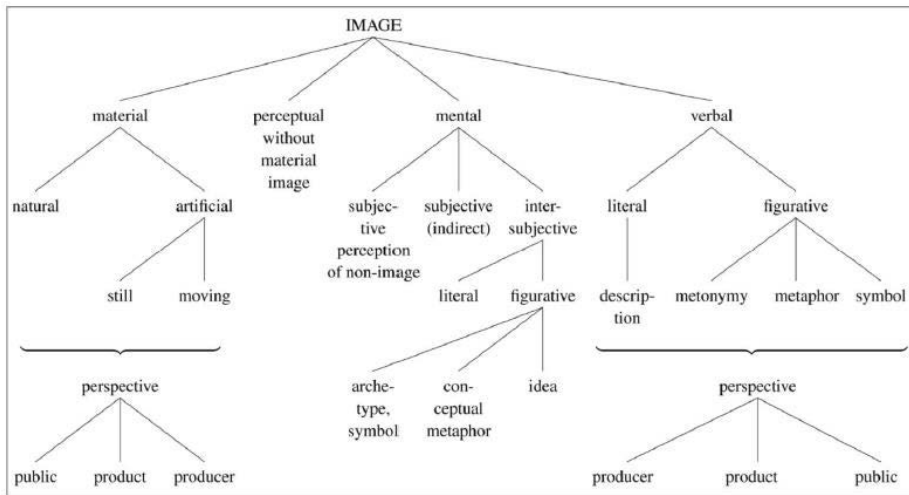 IMAGE
material perceptual mental verbal
without
material
image
natural artificial subjec- subjective inter- literal figurative
tive (indirect) subjective
perception
of non-image
still moving literal figurative descrip- metonymy metaphor symbol
tion
perspective arche- con- idea perspective
type, ceptual
symbol metaphor
public product producer producer product public